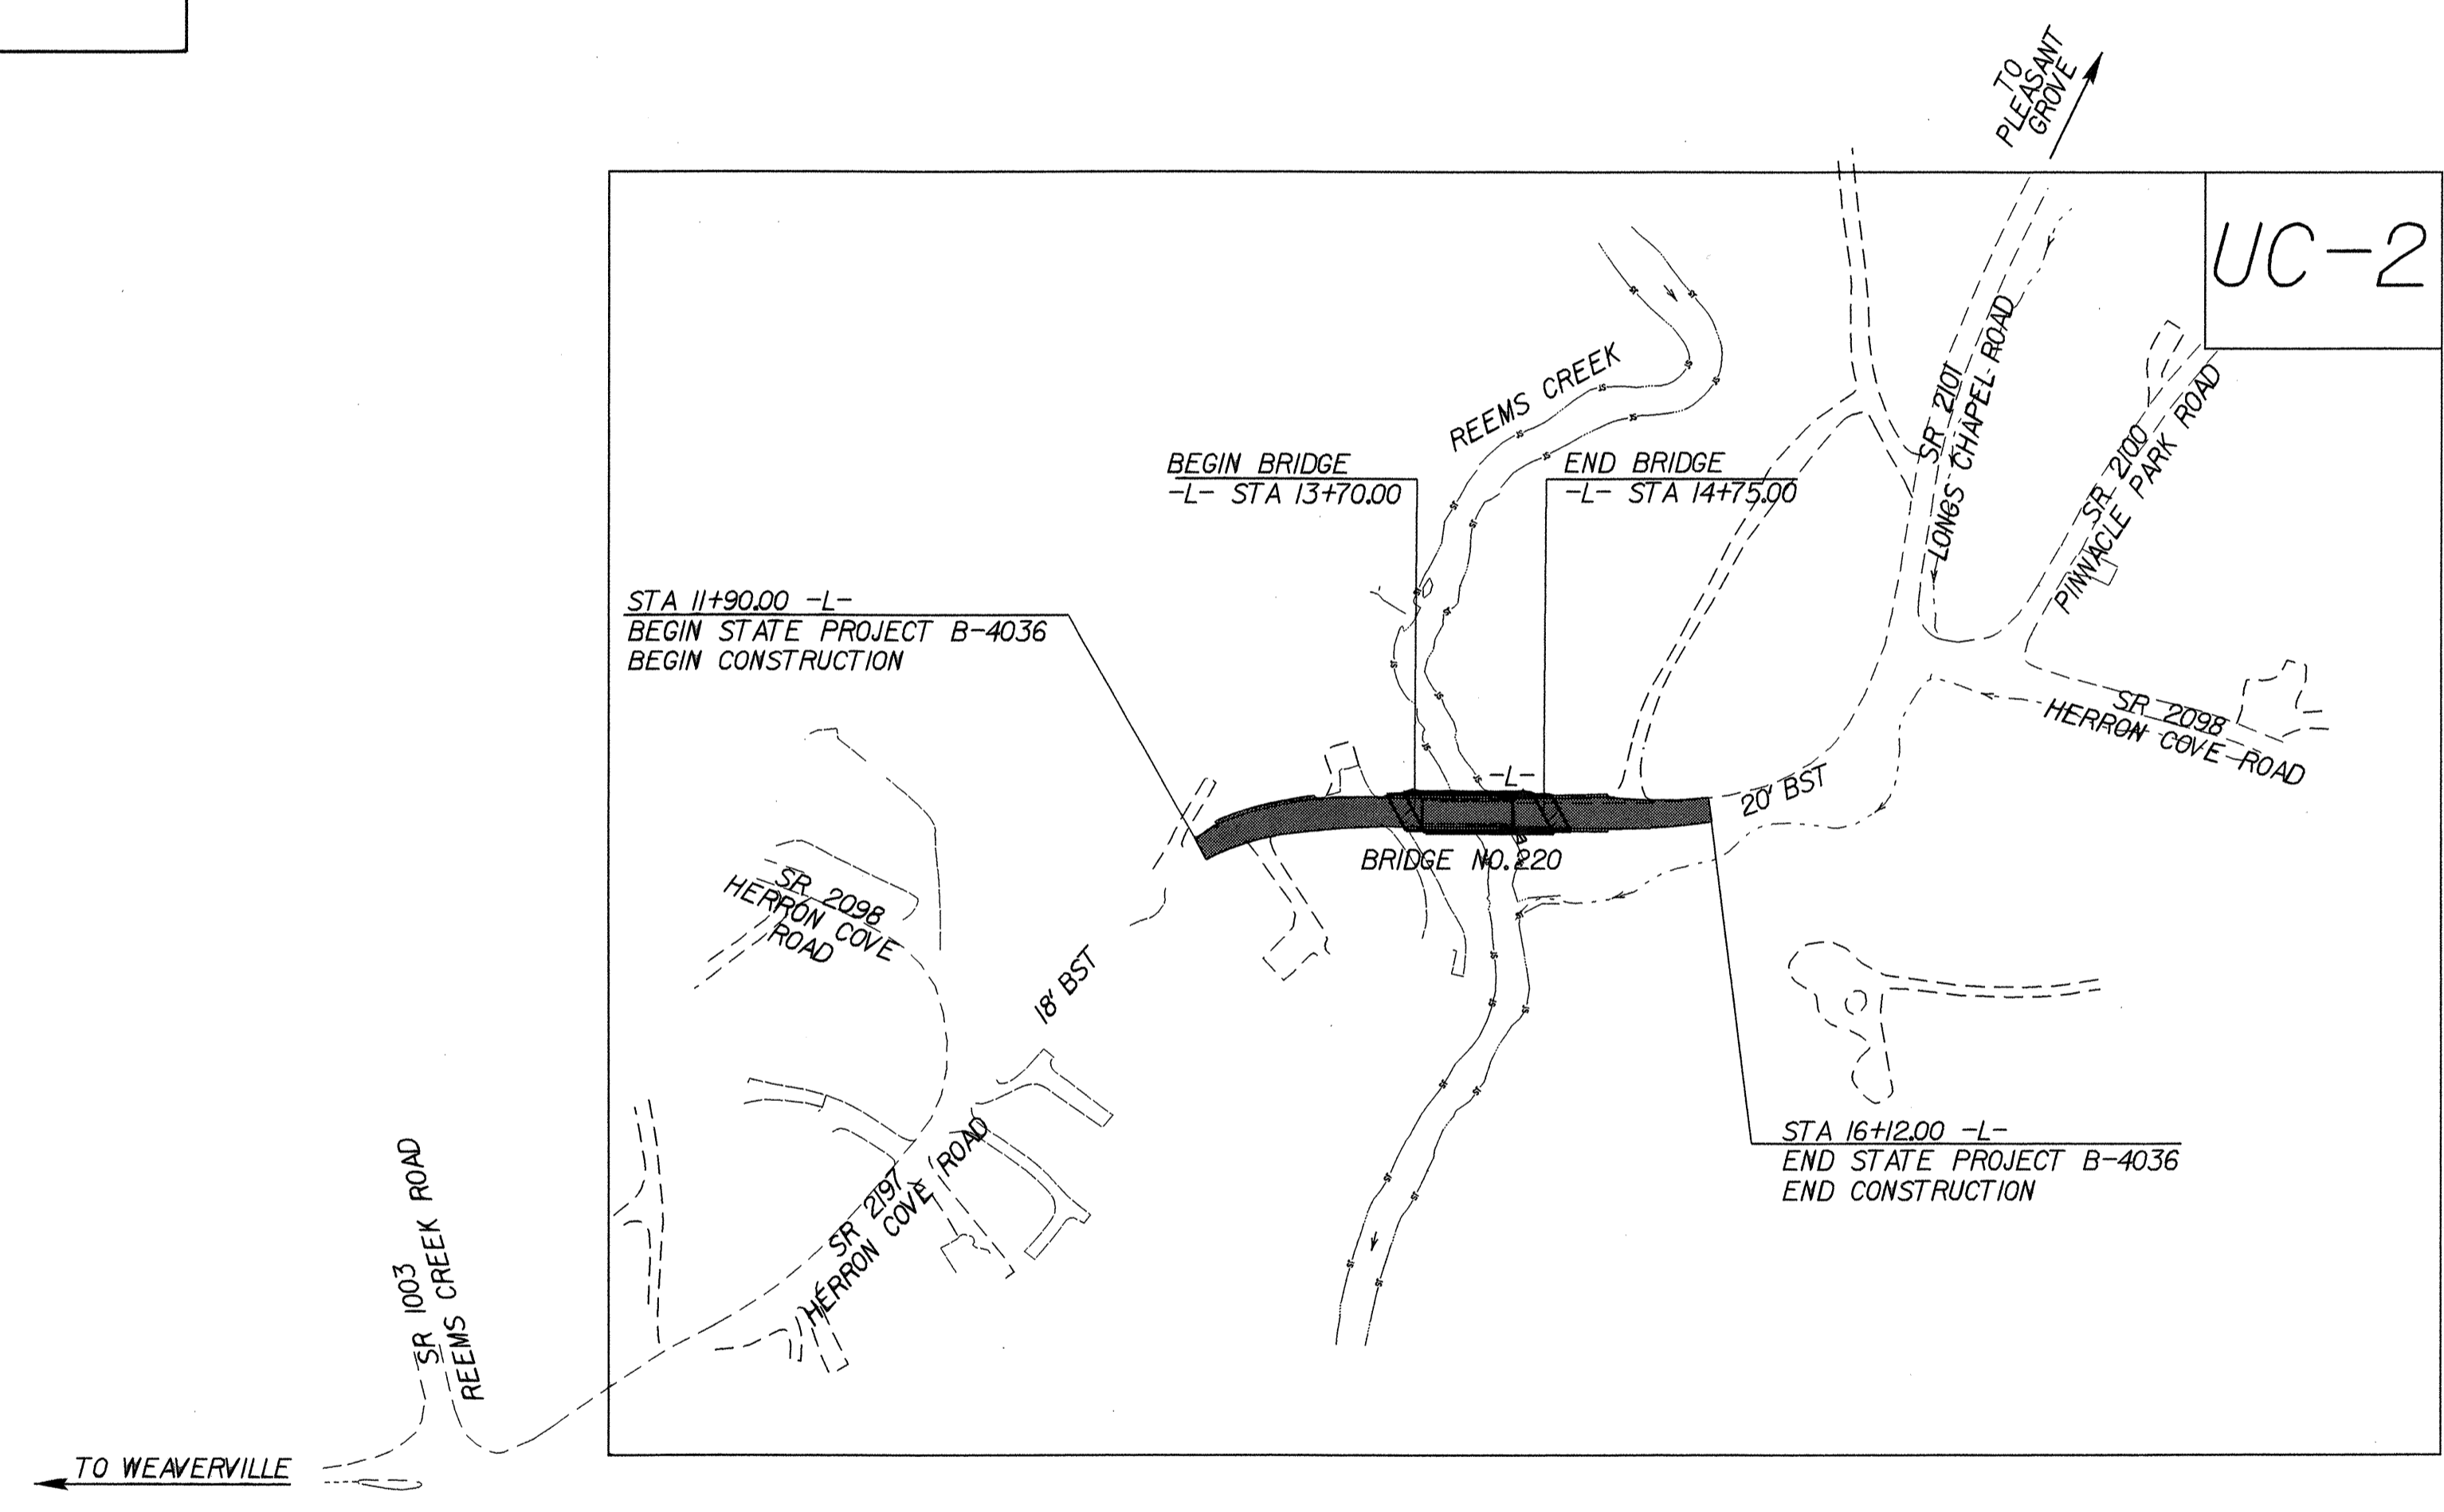 TO
PLEASANT
GROVE
UC-2
REEMS CREEK
SR 2101
LONGS CHAPEL ROAD
SR 2100
PINNACLE PARK ROAD
BEGIN BRIDGE
-L- STA 13+70.00
END BRIDGE
-L- STA 14+75.00
STA 11+90.00 -L-
BEGIN STATE PROJECT B-4036
BEGIN CONSTRUCTION
SR 2098
HERRON COVE ROAD
-L-
20' BST
BRIDGE NO. 220
SR 2098
HERRON COVE
ROAD
18' BST
SR 2197
HERRON COVE ROAD
STA 16+12.00 -L-
END STATE PROJECT B-4036
END CONSTRUCTION
SR 1003
REEMS CREEK ROAD
TO WEAVERVILLE